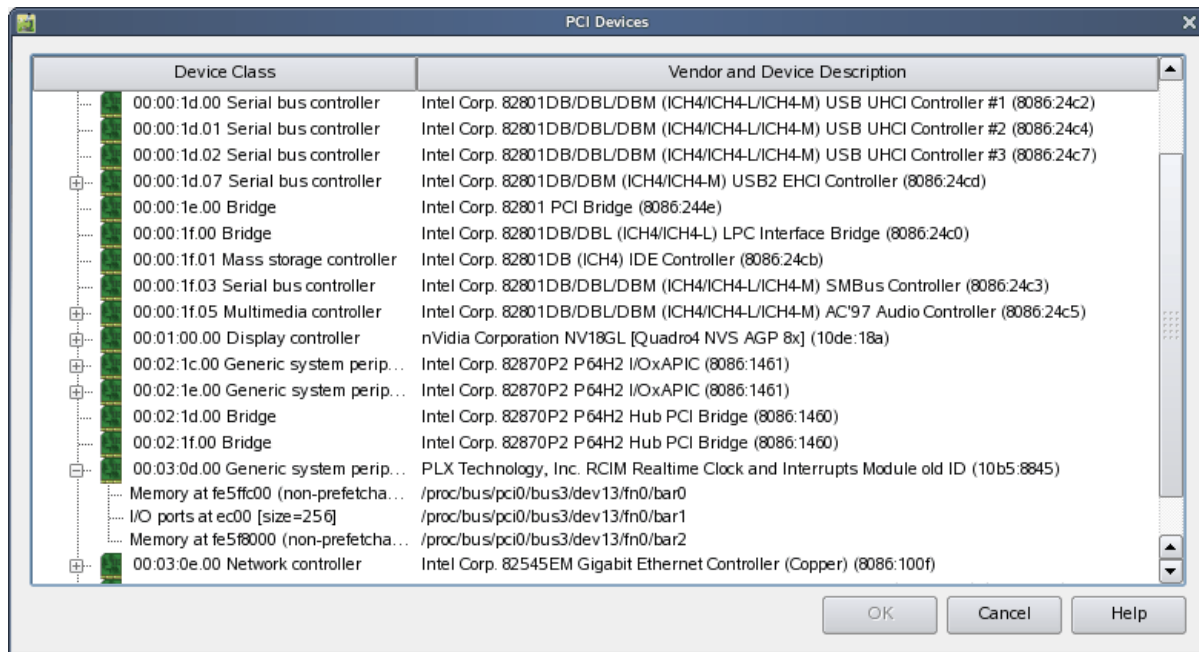 PCI Devices
Device Class Vendor and Device Description
00:00:1d.00 Serial bus controller Intel Corp. 82801DB/DBL/DBM (ICH4/ICH4-L/ICH4-M) USB UHCI Controller #1 (8086:24c2)
00:00:1d.01 Serial bus controller Intel Corp. 82801DB/DBL/DBM (ICH4/ICH4-L/ICH4-M) USB UHCI Controller #2 (8086:24c4)
00:00:1d.02 Serial bus controller Intel Corp. 82801DB/DBL/DBM (ICH4/ICH4-L/ICH4-M) USB UHCI Controller #3 (8086:24c7)
00:00:1d.07 Serial bus controller Intel Corp. 82801DB/DBM (ICH4/ICH4-M) USB2 EHCI Controller (8086:24cd)
00:00:1e.00 Bridge Intel Corp. 82801 PCI Bridge (8086:244e)
00:00:1f.00 Bridge Intel Corp. 82801DB/DBL (ICH4/ICH4-L) LPC Interface Bridge (8086:24c0)
00:00:1f.01 Mass storage controller Intel Corp. 82801DB (ICH4) IDE Controller (8086:24cb)
00:00:1f.03 Serial bus controller Intel Corp. 82801DB/DBL/DBM (ICH4/ICH4-L/ICH4-M) SMBus Controller (8086:24c3)
00:00:1f.05 Multimedia controller Intel Corp. 82801DB/DBL/DBM (ICH4/ICH4-L/ICH4-M) AC'97 Audio Controller (8086:24c5)
00:01:00.00 Display controller nVidia Corporation NV18GL [Quadro4 NVS AGP 8x] (10de:18a)
00:02:1c.00 Generic system perip... Intel Corp. 82870P2 P64H2 I/OxAPIC (8086:1461)
00:02:1e.00 Generic system perip... Intel Corp. 82870P2 P64H2 I/OxAPIC (8086:1461)
00:02:1d.00 Bridge Intel Corp. 82870P2 P64H2 Hub PCI Bridge (8086:1460)
00:02:1f.00 Bridge Intel Corp. 82870P2 P64H2 Hub PCI Bridge (8086:1460)
00:03:0d.00 Generic system perip... PLX Technology, Inc. RCIM Realtime Clock and Interrupts Module old ID (10b5:8845)
Memory at fe5ffc00 (non-prefetcha... /proc/bus/pci0/bus3/dev13/fn0/bar0
I/O ports at ec00 [size=256] /proc/bus/pci0/bus3/dev13/fn0/bar1
Memory at fe5f8000 (non-prefetcha... /proc/bus/pci0/bus3/dev13/fn0/bar2
00:03:0e.00 Network controller Intel Corp. 82545EM Gigabit Ethernet Controller (Copper) (8086:100f)
OK Cancel Help